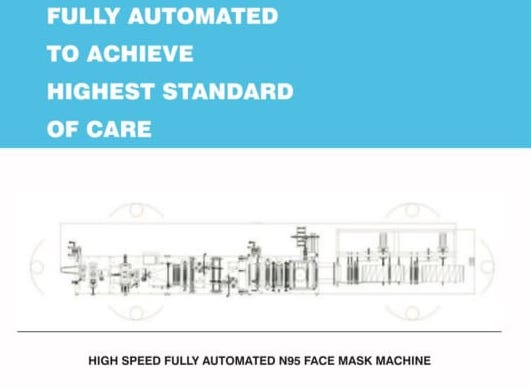 FULLY AUTOMATED
TO ACHIEVE
HIGHEST STANDARD
OF CARE
HIGH SPEED FULLY AUTOMATED N95 FACE MASK MACHINE